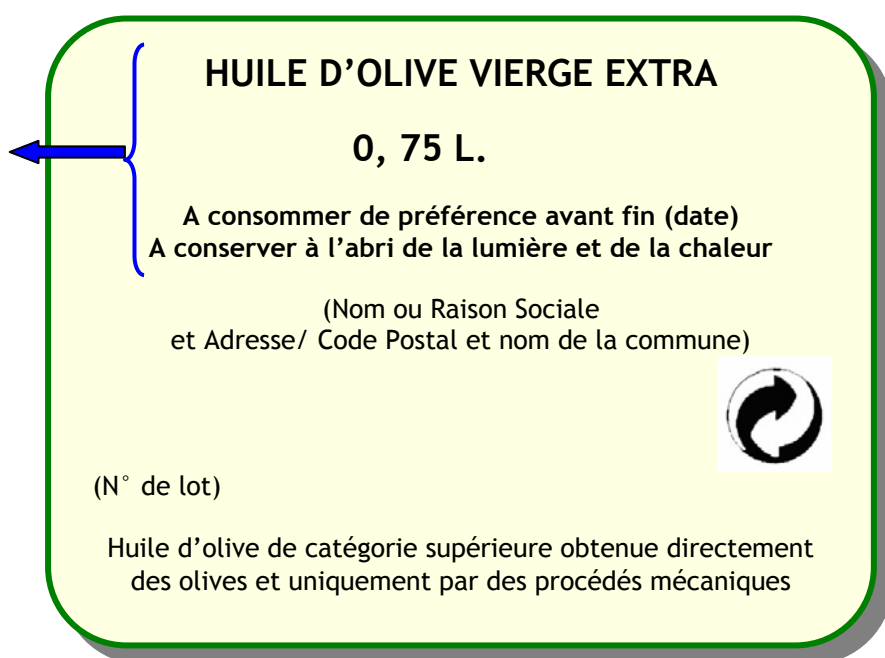 HUILE D’OLIVE VIERGE EXTRA
0, 75 L.
A consommer de préférence avant fin (date)
A conserver à l’abri de la lumière et de la chaleur
(Nom ou Raison Sociale
et Adresse/ Code Postal et nom de la commune)
(N° de lot)
Huile d’olive de catégorie supérieure obtenue directement
des olives et uniquement par des procédés mécaniques